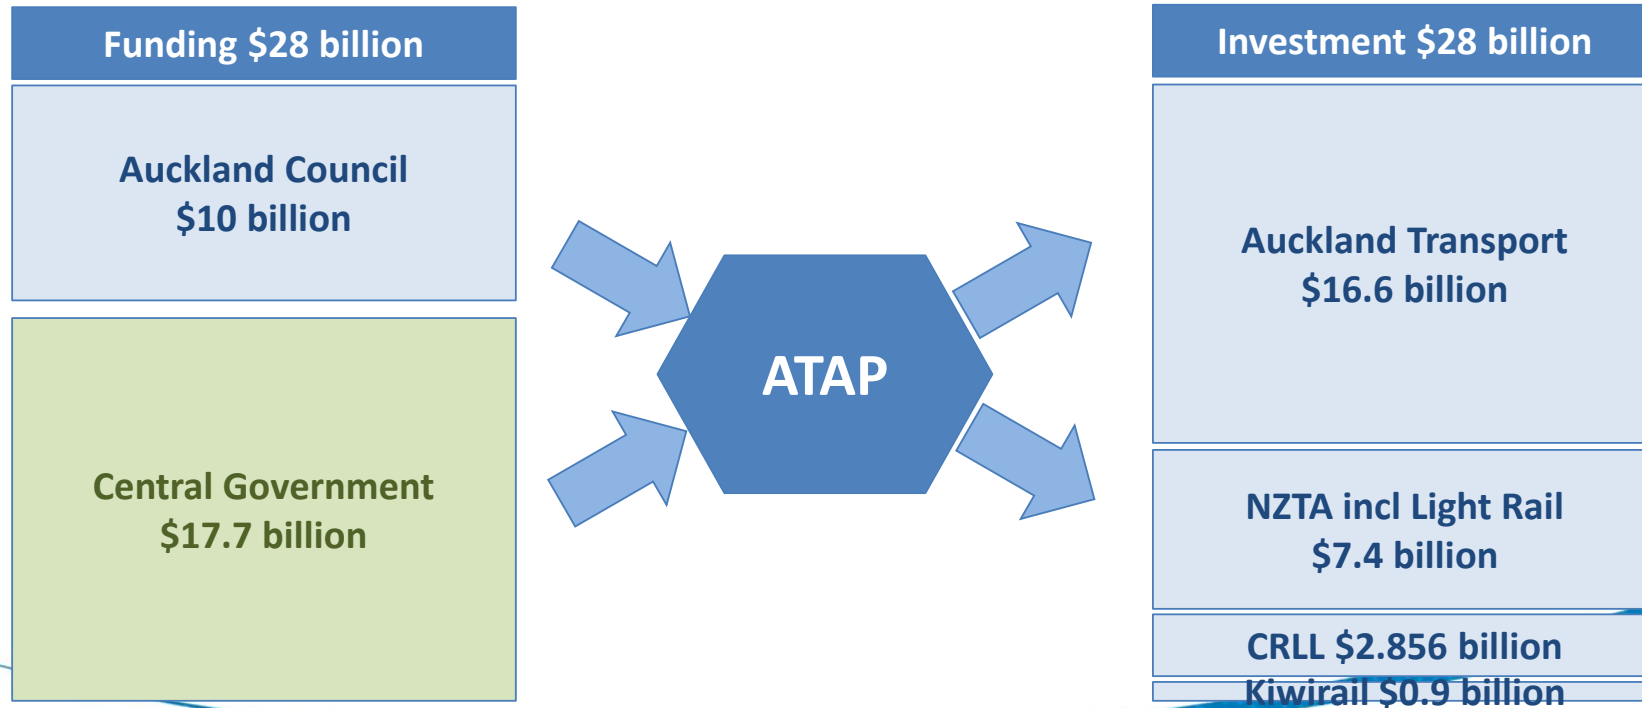 Funding $28 billion
Auckland Council
$10 billion
Central Government
$17.7 billion
ATAP
Investment $28 billion
Auckland Transport
$16.6 billion
NZTA incl Light Rail
$7.4 billion
CRLL $2.856 billion
Kiwirail $0.9 billion